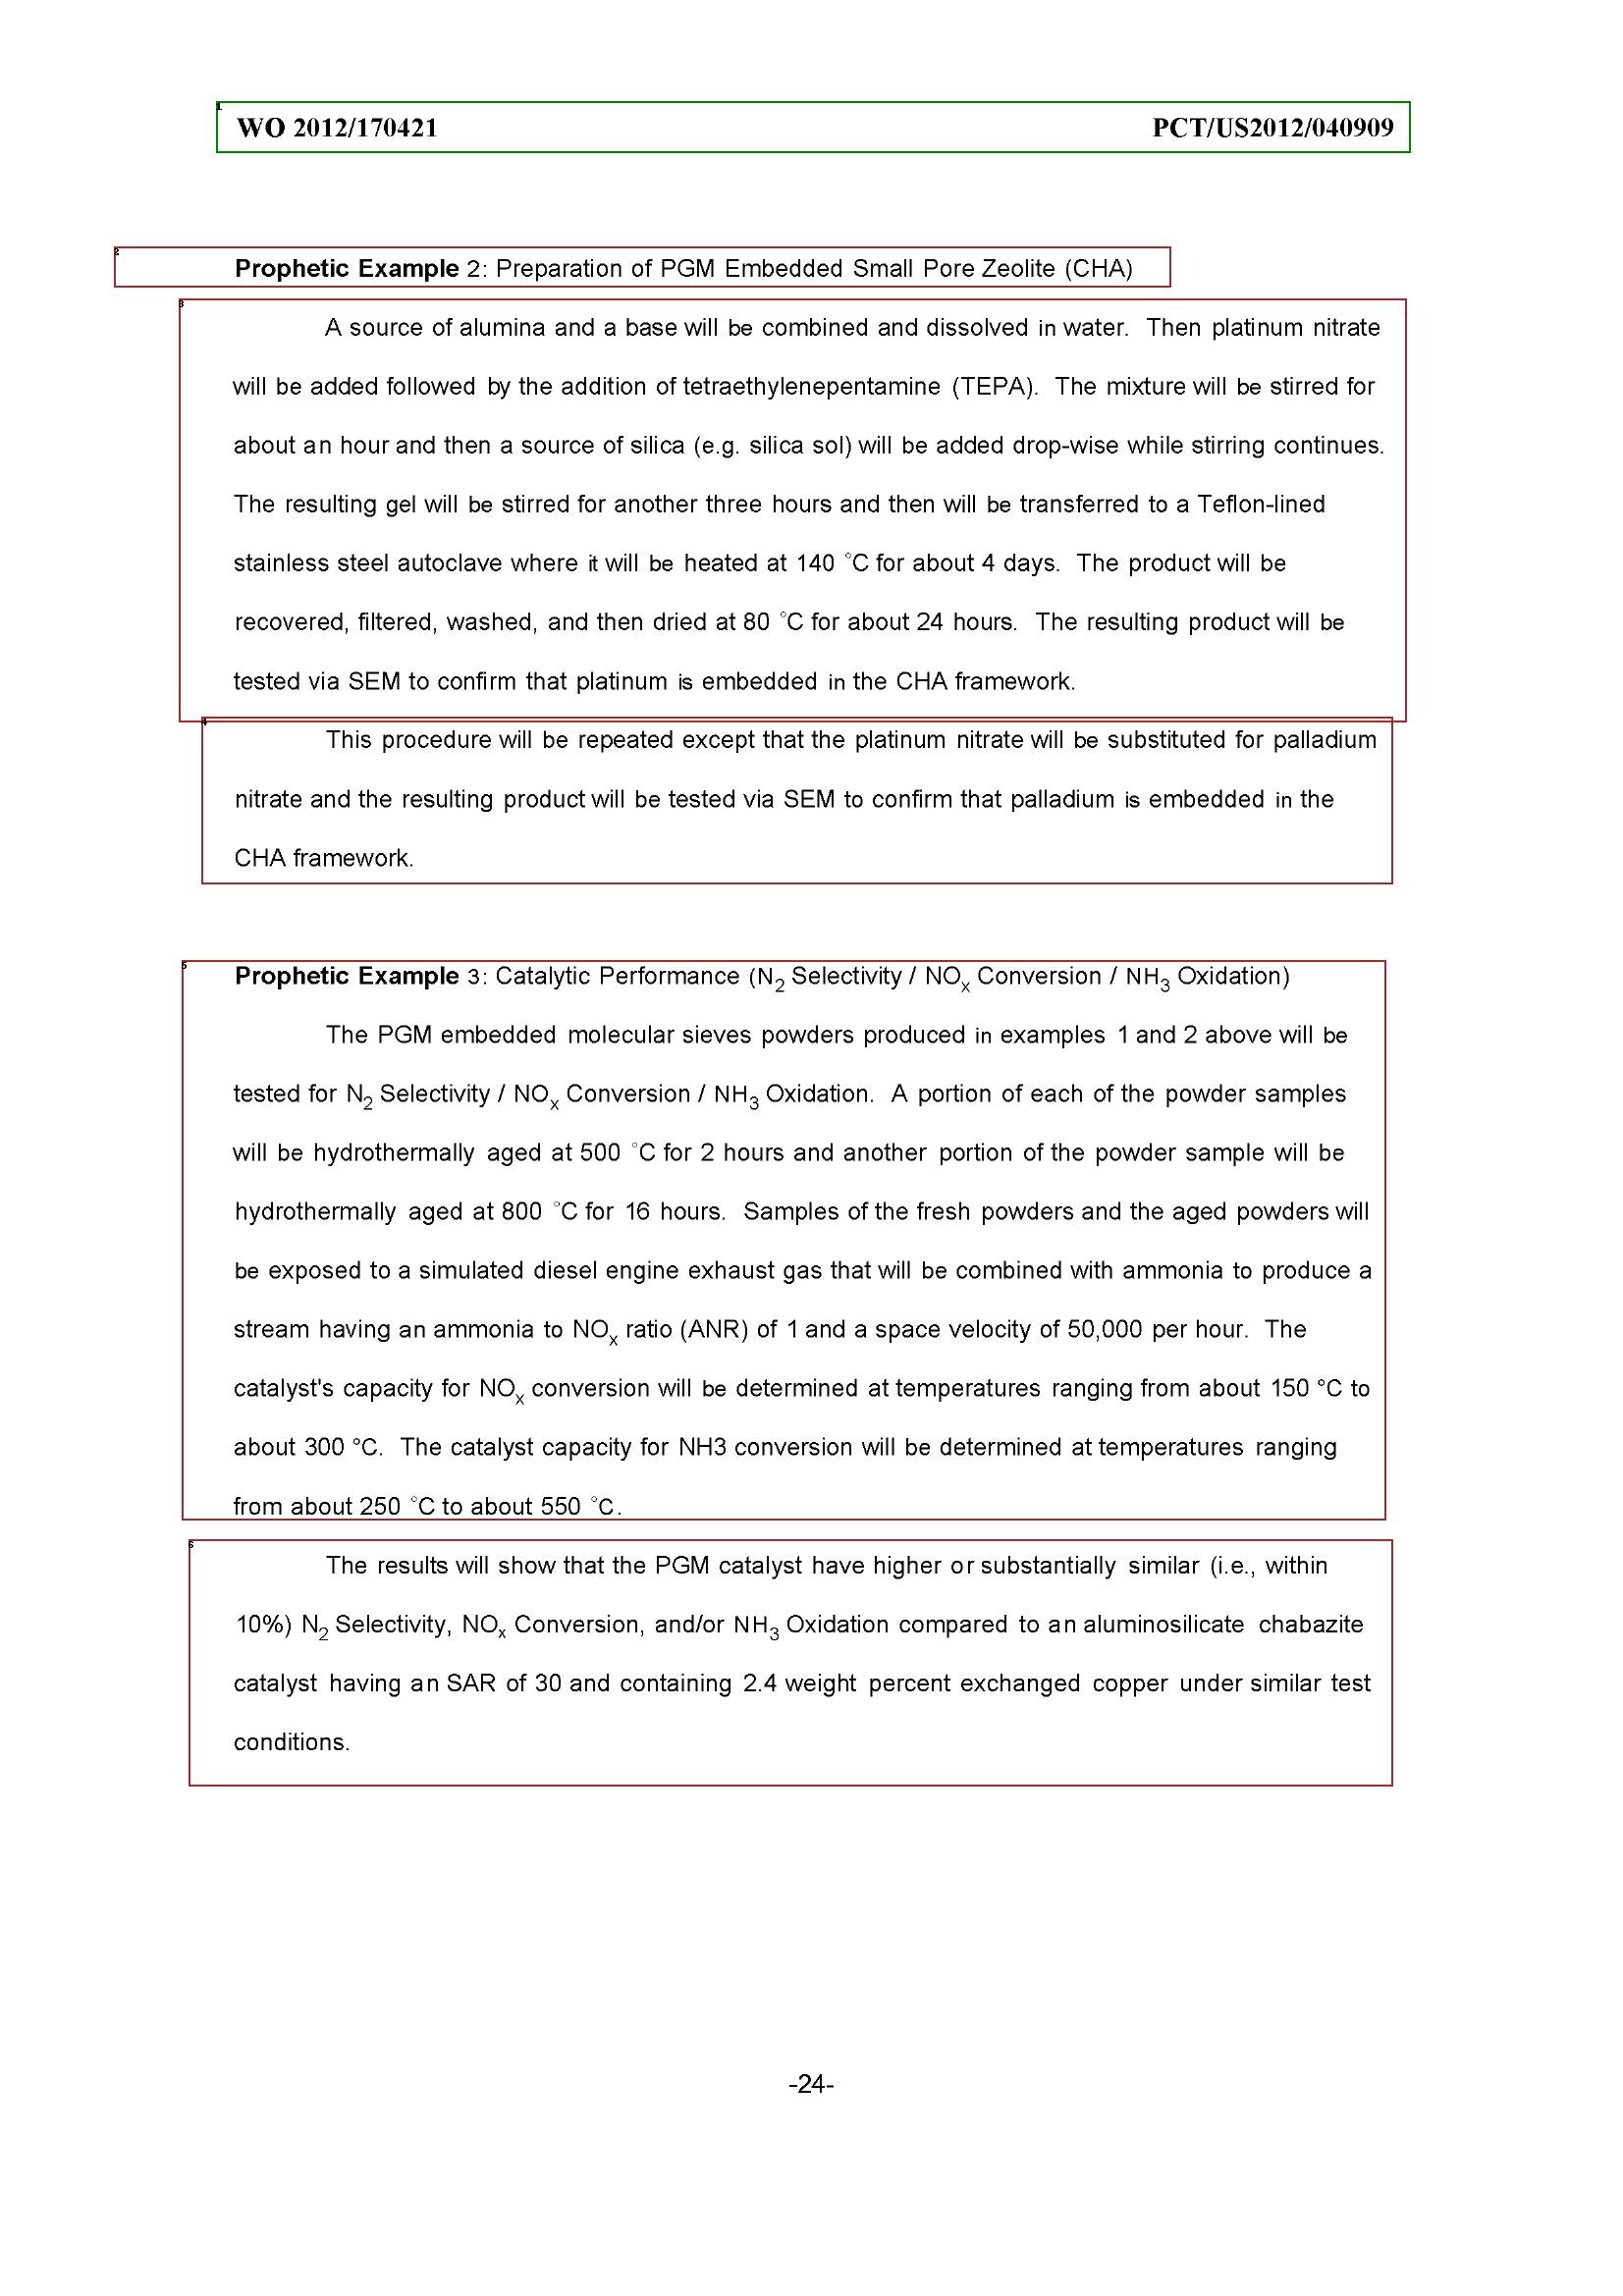 WO 2012/170421 PCT/US2012/040909
Prophetic Example 2: Preparation of PGM Embedded Small Pore Zeolite (CHA)
A source of alumina and a base will be combined and dissolved in water. Then platinum nitrate
will be added followed by the addition of tetraethylenepentamine (TEPA). The mixture will be stirred for
about an hour and then a source of silica (e.g. silica sol) will be added drop-wise while stirring continues.
The resulting gel will be stirred for another three hours and then will be transferred to a Teflon-lined
stainless steel autoclave where it will be heated at 140 °C for about 4 days. The product will be
recovered, filtered, washed, and then dried at 80 °C for about 24 hours. The resulting product will be
tested via SEM to confirm that platinum is embedded in the CHA framework.
This procedure will be repeated except that the platinum nitrate will be substituted for palladium
nitrate and the resulting product will be tested via SEM to confirm that palladium is embedded in the
CHA framework.
Prophetic Example 3: Catalytic Performance (N₂ Selectivity / NOₓ Conversion / NH₃ Oxidation)
The PGM embedded molecular sieves powders produced in examples 1 and 2 above will be
tested for N₂ Selectivity / NOₓ Conversion / NH₃ Oxidation. A portion of each of the powder samples
will be hydrothermally aged at 500 °C for 2 hours and another portion of the powder sample will be
hydrothermally aged at 800 °C for 16 hours. Samples of the fresh powders and the aged powders will
be exposed to a simulated diesel engine exhaust gas that will be combined with ammonia to produce a
stream having an ammonia to NOₓ ratio (ANR) of 1 and a space velocity of 50,000 per hour. The
catalyst's capacity for NOₓ conversion will be determined at temperatures ranging from about 150 °C to
about 300 °C. The catalyst capacity for NH3 conversion will be determined at temperatures ranging
from about 250 °C to about 550 °C.
The results will show that the PGM catalyst have higher or substantially similar (i.e., within
10%) N₂ Selectivity, NOₓ Conversion, and/or NH₃ Oxidation compared to an aluminosilicate chabazite
catalyst having an SAR of 30 and containing 2.4 weight percent exchanged copper under similar test
conditions.
-24-